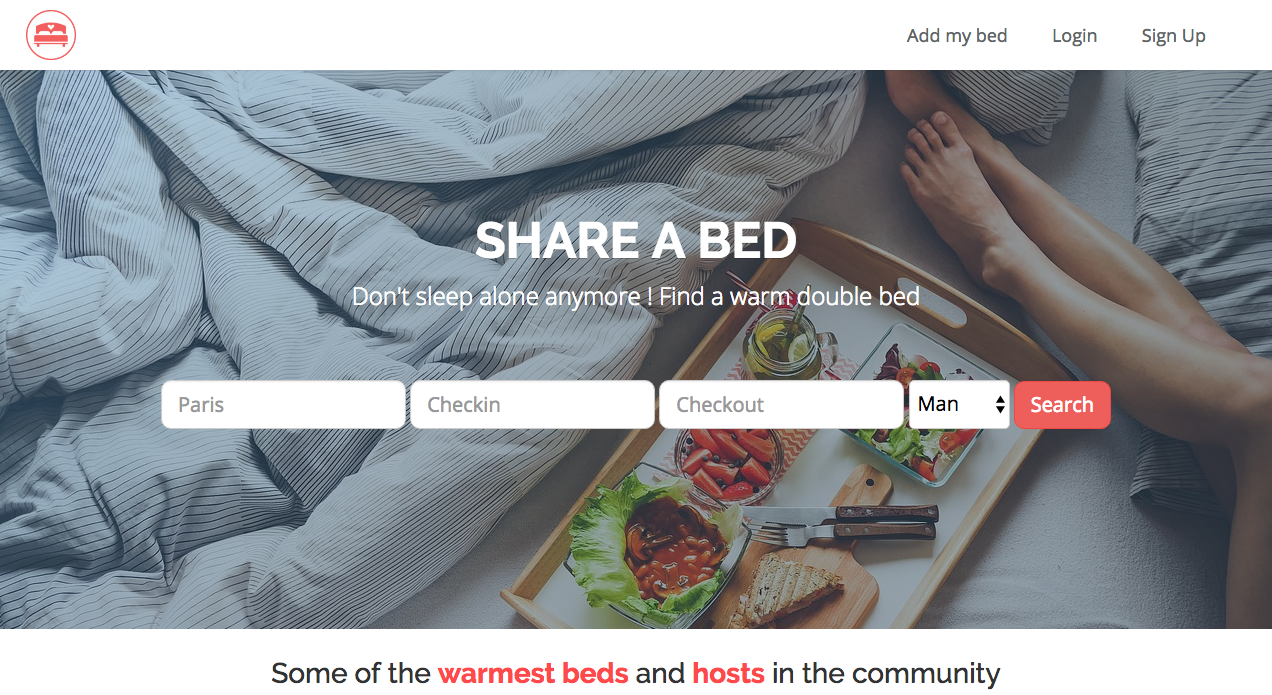 Add my bed Login Sign Up
SHARE A BED
Don't sleep alone anymore ! Find a warm double bed
Paris Checkin Checkout Man Search
Some of the warmest beds and hosts in the community